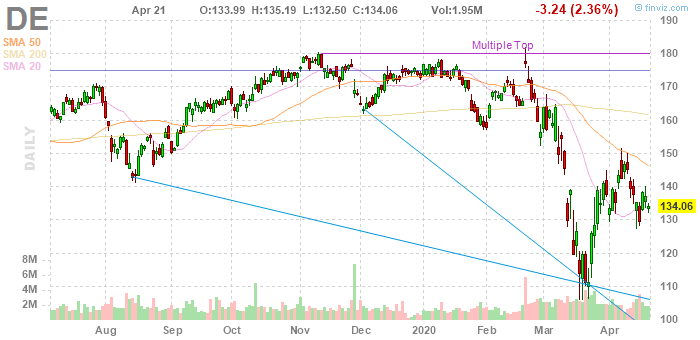 DE Apr 21 O:133.99 H:135.19 L:132.50 C:134.06 Vol:1.95M -3.24 (2.36%) © finviz.com
SMA 50
SMA 200
SMA 20
DAILY
Multiple Top
190
180
170
160
150
140
134.06
130
120
110
100
8M
6M
4M
2M
Aug Sep Oct Nov Dec 2020 Feb Mar Apr